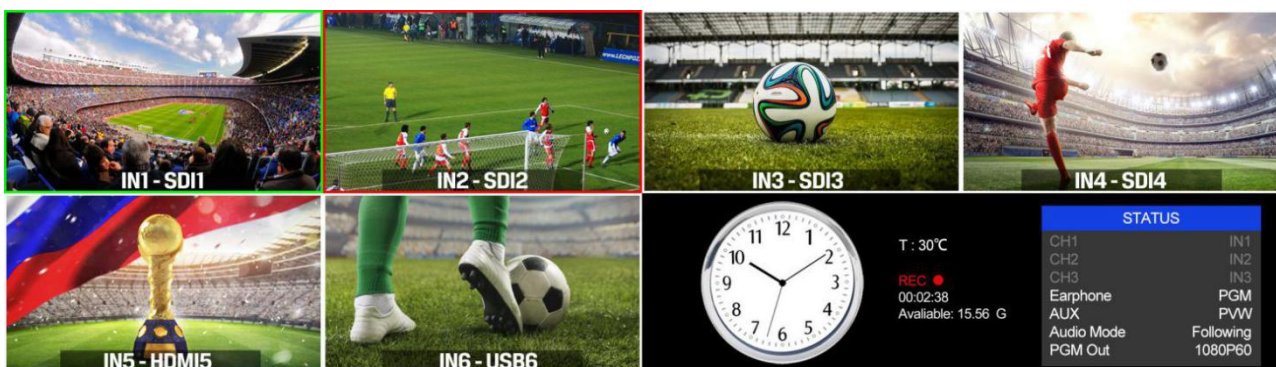 www.LECHPOZ
IN1 - SDI1
IN2 - SDI2
IN3 - SDI3
IN4 - SDI4
IN5 - HDMI5
IN6 - USB6
12
1
2
3
4
5
6
7
8
9
10
11
T : 30℃
REC
00:02:38
Avaliable: 15.56 G
STATUS
CH1 IN1
CH2 IN2
CH3 IN3
Earphone PGM
AUX PVW
Audio Mode Following
PGM Out 1080P60